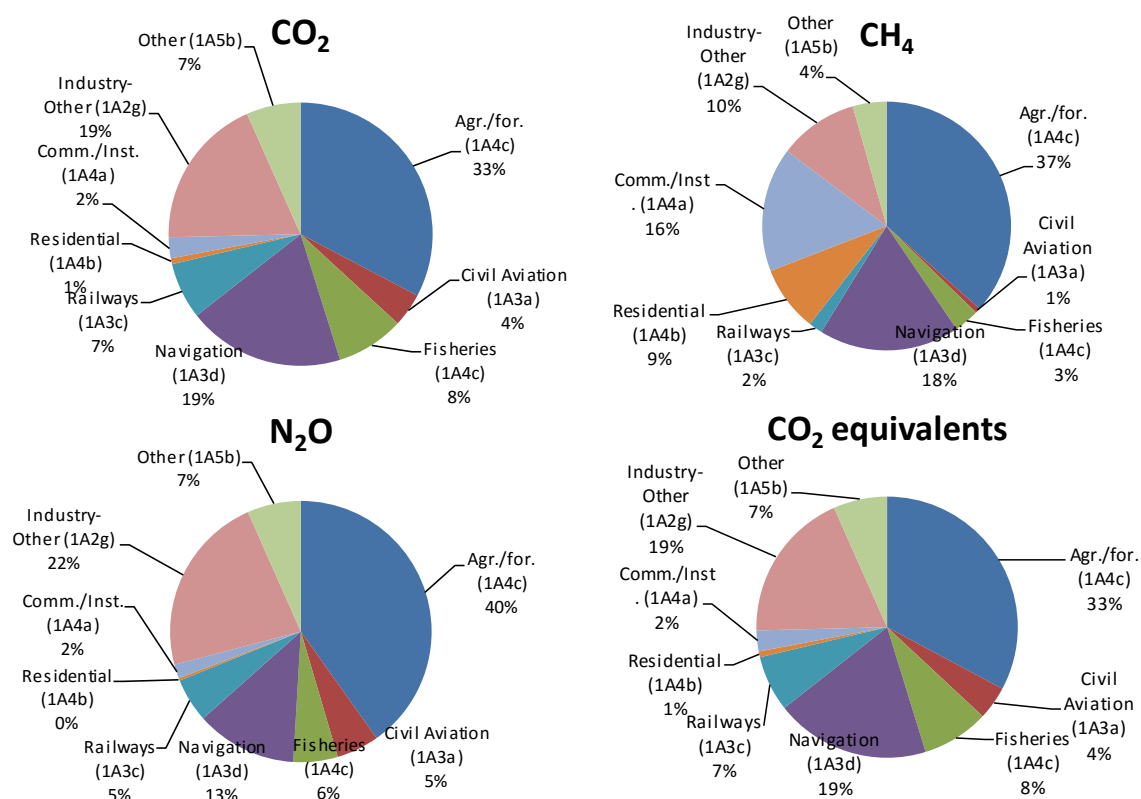 CO₂
Other (1A5b)
7%
Industry-
Other (1A2g)
19%
Comm./Inst.
(1A4a)
2%
Residential
(1A4b)
1%
Railways
(1A3c)
7%
Navigation
(1A3d)
19%
Fisheries
(1A4c)
8%
Civil Aviation
(1A3a)
4%
Agr./for.
(1A4c)
33%
CH₄
Other
(1A5b)
4%
Industry-
Other
(1A2g)
10%
Comm./Inst
. (1A4a)
16%
Residential
(1A4b)
9%
Railways
(1A3c)
2%
Navigation
(1A3d)
18%
Fisheries
(1A4c)
3%
Civil
Aviation
(1A3a)
1%
Agr./for.
(1A4c)
37%
N₂O
Other (1A5b)
7%
Industry-
Other (1A2g)
22%
Comm./Inst.
(1A4a)
2%
Residential
(1A4b)
0%
Railways
(1A3c)
5%
Navigation
(1A3d)
13%
Fisheries
(1A4c)
6%
Civil Aviation
(1A3a)
5%
Agr./for.
(1A4c)
40%
CO₂ equivalents
Other
(1A5b)
7%
Industry-
Other
(1A2g)
19%
Comm./Inst
. (1A4a)
2%
Residential
(1A4b)
1%
Railways
(1A3c)
7%
Navigation
(1A3d)
19%
Fisheries
(1A4c)
8%
Civil
Aviation
(1A3a)
4%
Agr./for.
(1A4c)
33%